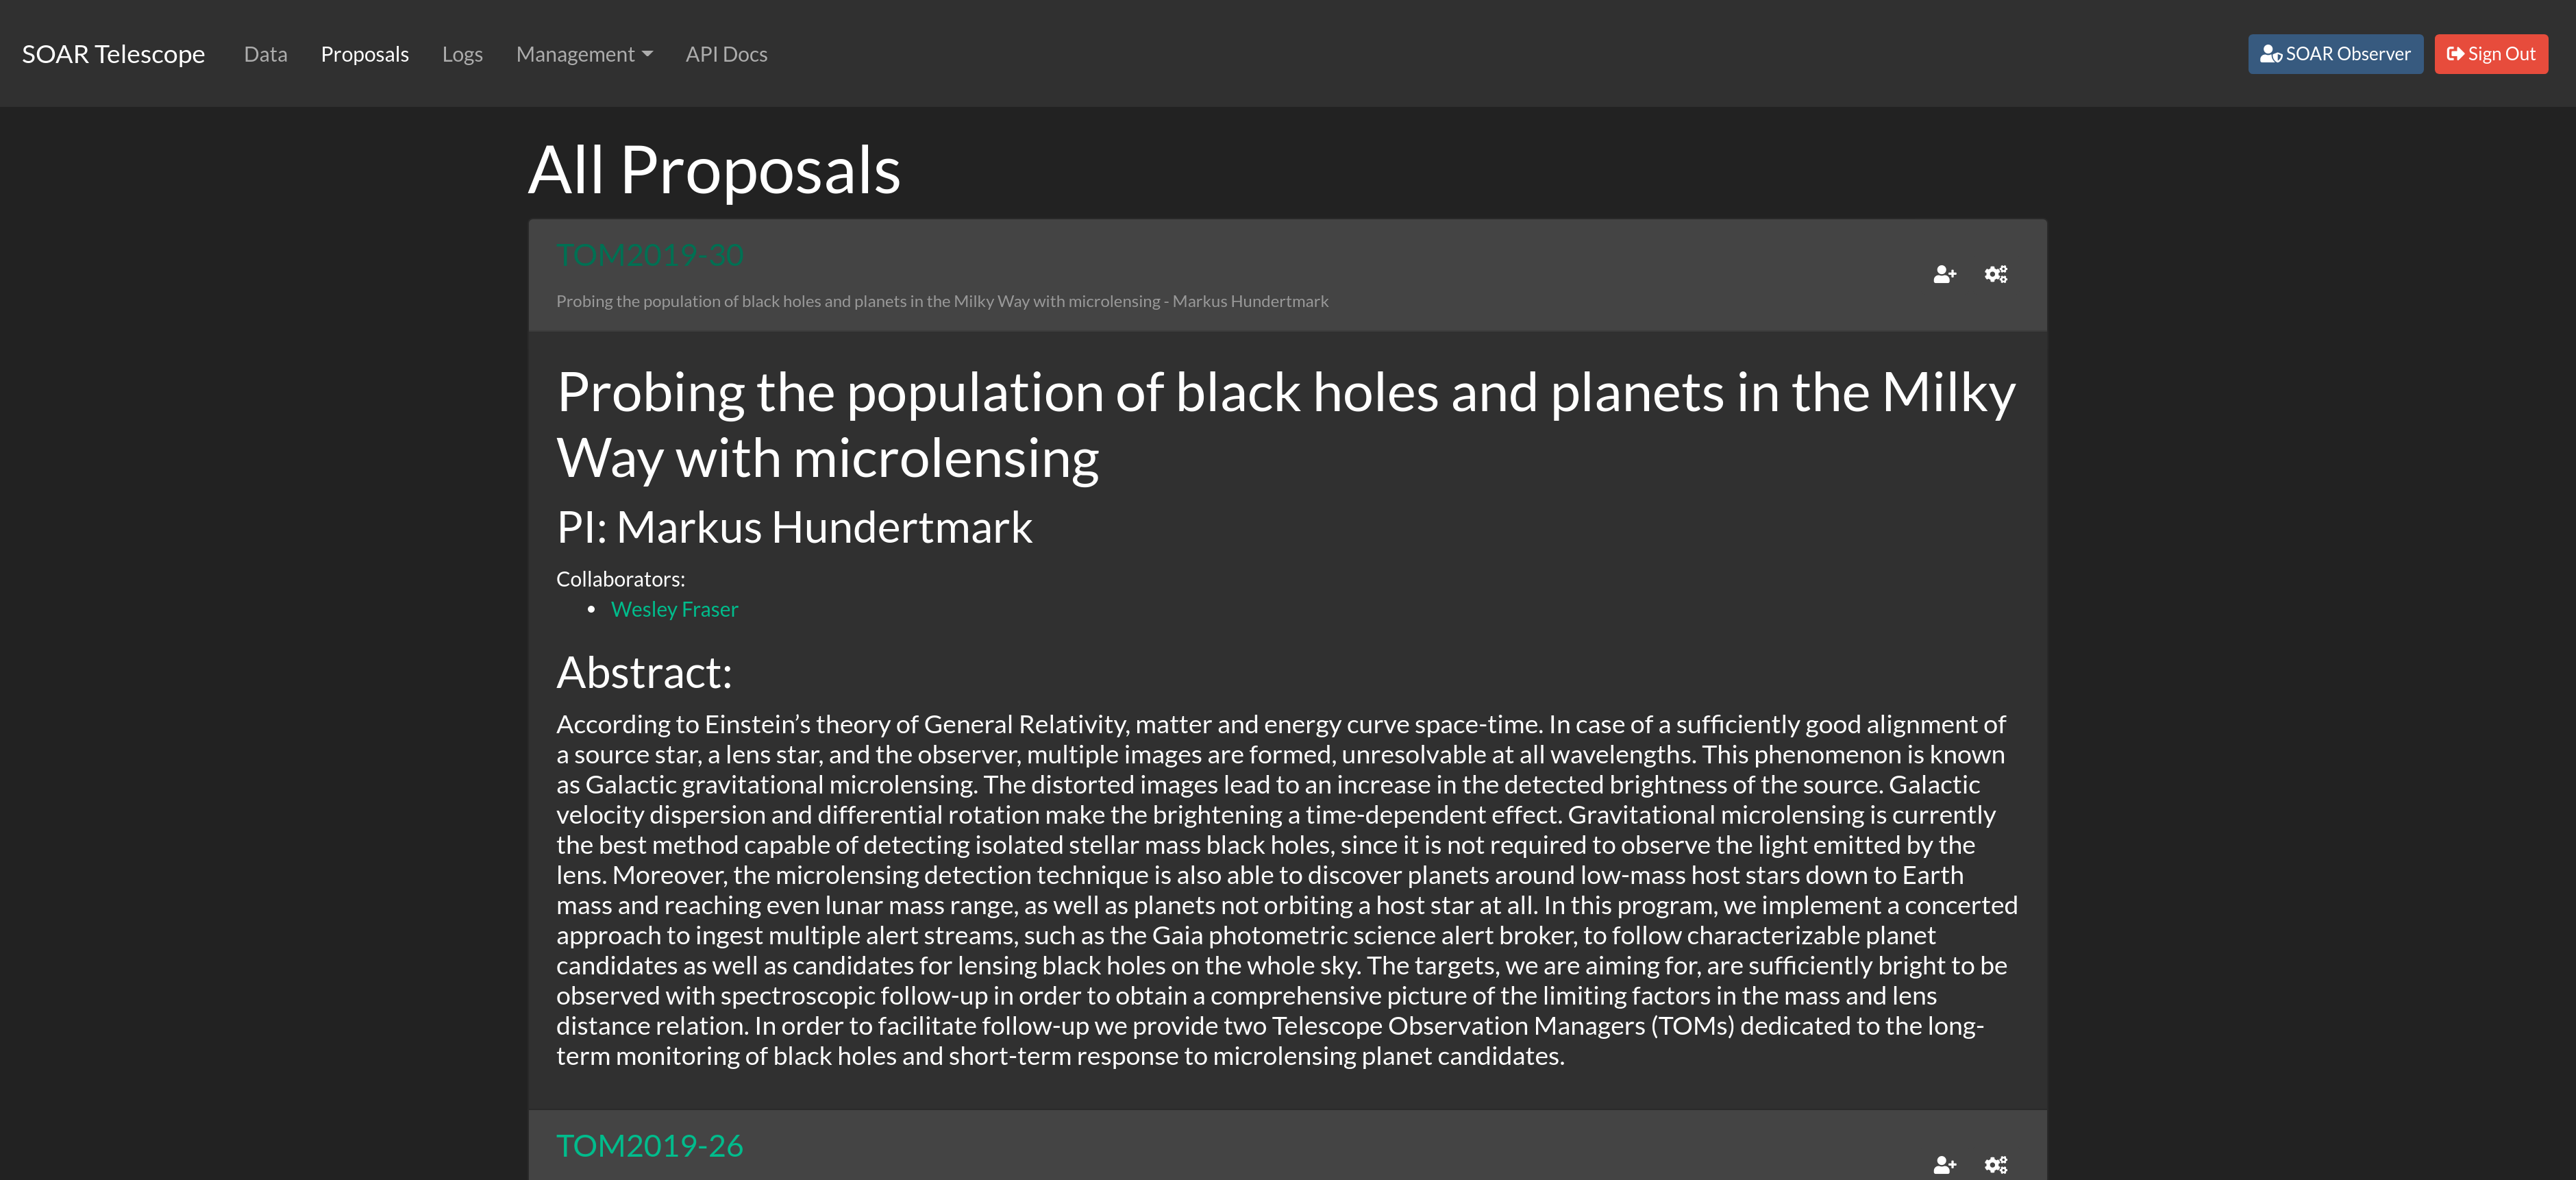 SOAR Telescope Data Proposals Logs Management API Docs SOAR Observer Sign Out
All Proposals
TOM2019-30
Probing the population of black holes and planets in the Milky Way with microlensing - Markus Hundertmark
Probing the population of black holes and planets in the Milky
Way with microlensing
PI: Markus Hundertmark
Collaborators:
• Wesley Fraser
Abstract:
According to Einstein’s theory of General Relativity, matter and energy curve space-time. In case of a sufficiently good alignment of
a source star, a lens star, and the observer, multiple images are formed, unresolvable at all wavelengths. This phenomenon is known
as Galactic gravitational microlensing. The distorted images lead to an increase in the detected brightness of the source. Galactic
velocity dispersion and differential rotation make the brightening a time-dependent effect. Gravitational microlensing is currently
the best method capable of detecting isolated stellar mass black holes, since it is not required to observe the light emitted by the
lens. Moreover, the microlensing detection technique is also able to discover planets around low-mass host stars down to Earth
mass and reaching even lunar mass range, as well as planets not orbiting a host star at all. In this program, we implement a concerted
approach to ingest multiple alert streams, such as the Gaia photometric science alert broker, to follow characterizable planet
candidates as well as candidates for lensing black holes on the whole sky. The targets, we are aiming for, are sufficiently bright to be
observed with spectroscopic follow-up in order to obtain a comprehensive picture of the limiting factors in the mass and lens
distance relation. In order to facilitate follow-up we provide two Telescope Observation Managers (TOMs) dedicated to the long-
term monitoring of black holes and short-term response to microlensing planet candidates.
TOM2019-26